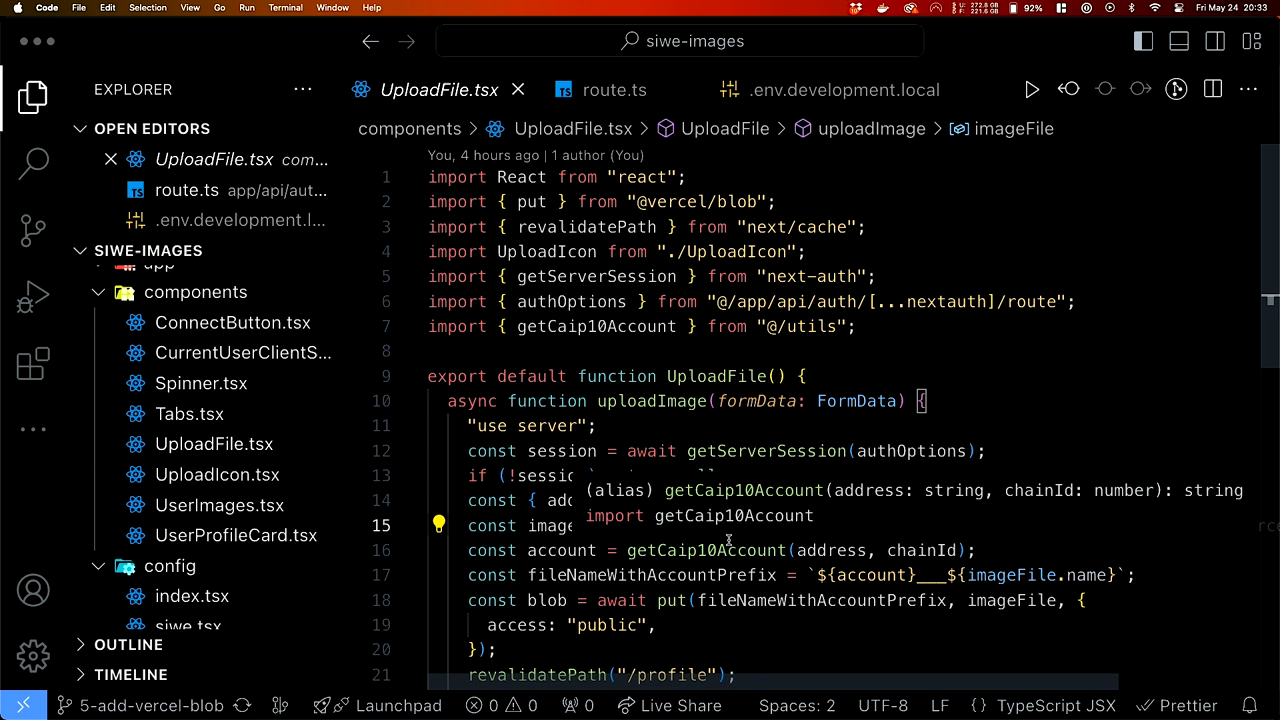 Code File Edit Selection View Go Run Terminal Window Help 92% Fri May 24 20:33
siwe-images
EXPLORER
UploadFile.tsx route.ts .env.development.local
OPEN EDITORS
UploadFile.tsx com...
route.ts app/api/aut...
.env.development.l...
SIWE-IMAGES
app
components
ConnectButton.tsx
CurrentUserClientS...
Spinner.tsx
Tabs.tsx
UploadFile.tsx
UploadIcon.tsx
UserImages.tsx
UserProfileCard.tsx
config
index.tsx
siwe.tsx
OUTLINE
TIMELINE
components > UploadFile.tsx > UploadFile > uploadImage > imageFile
You, 4 hours ago | 1 author (You)
1 import React from "react";
2 import { put } from "@vercel/blob";
3 import { revalidatePath } from "next/cache";
4 import UploadIcon from "./UploadIcon";
5 import { getServerSession } from "next-auth";
6 import { authOptions } from "@/app/api/auth/[...nextauth]/route";
7 import { getCaip10Account } from "@/utils";
8
9 export default function UploadFile() {
10 async function uploadImage(formData: FormData) {
11 "use server";
12 const session = await getServerSession(authOptions);
13 if (!sessio
14 const { add
15 const image
(alias) getCaip10Account(address: string, chainId: number): string
import getCaip10Account
16 const account = getCaip10Account(address, chainId);
17 const fileNameWithAccountPrefix = `${account}___${imageFile.name}`;
18 const blob = await put(fileNameWithAccountPrefix, imageFile, {
19 access: "public",
20 });
21 revalidatePath("/profile");
5-add-vercel-blob Launchpad 0 0 0 Live Share Spaces: 2 UTF-8 LF {} TypeScript JSX Prettier